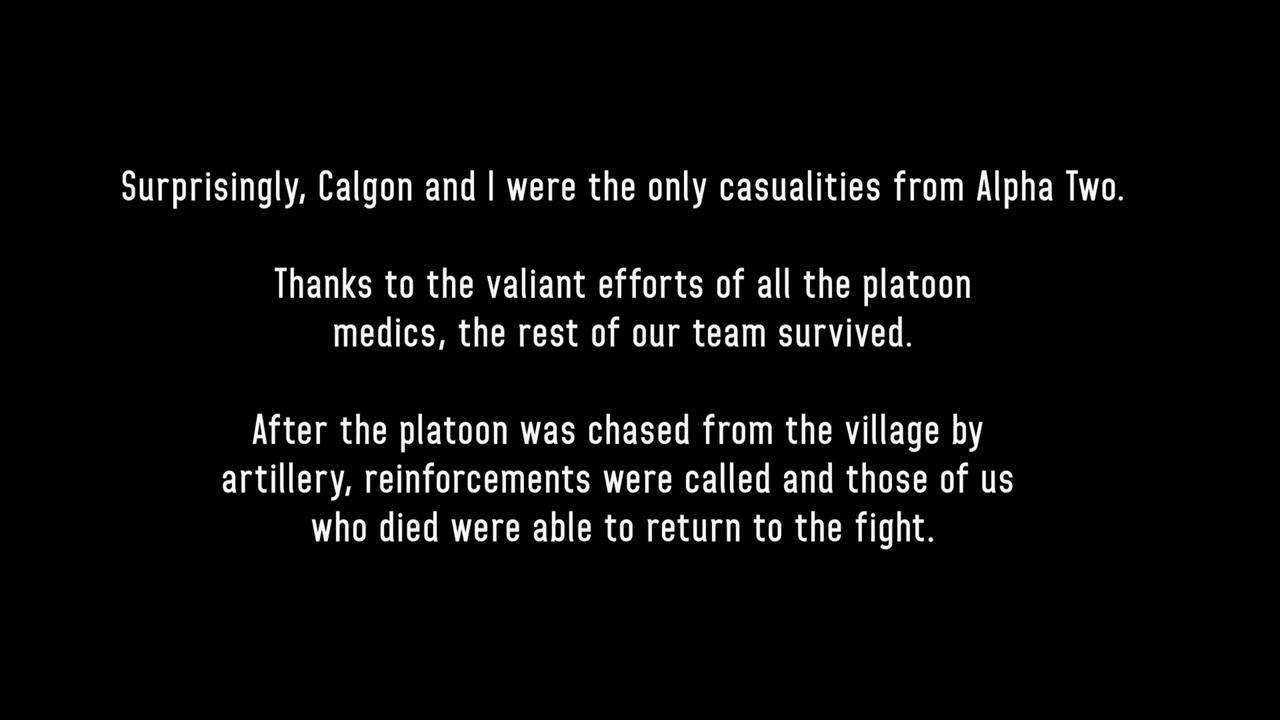 Surprisingly, Calgon and I were the only casualities from Alpha Two.
Thanks to the valiant efforts of all the platoon
medics, the rest of our team survived.
After the platoon was chased from the village by
artillery, reinforcements were called and those of us
who died were able to return to the fight.